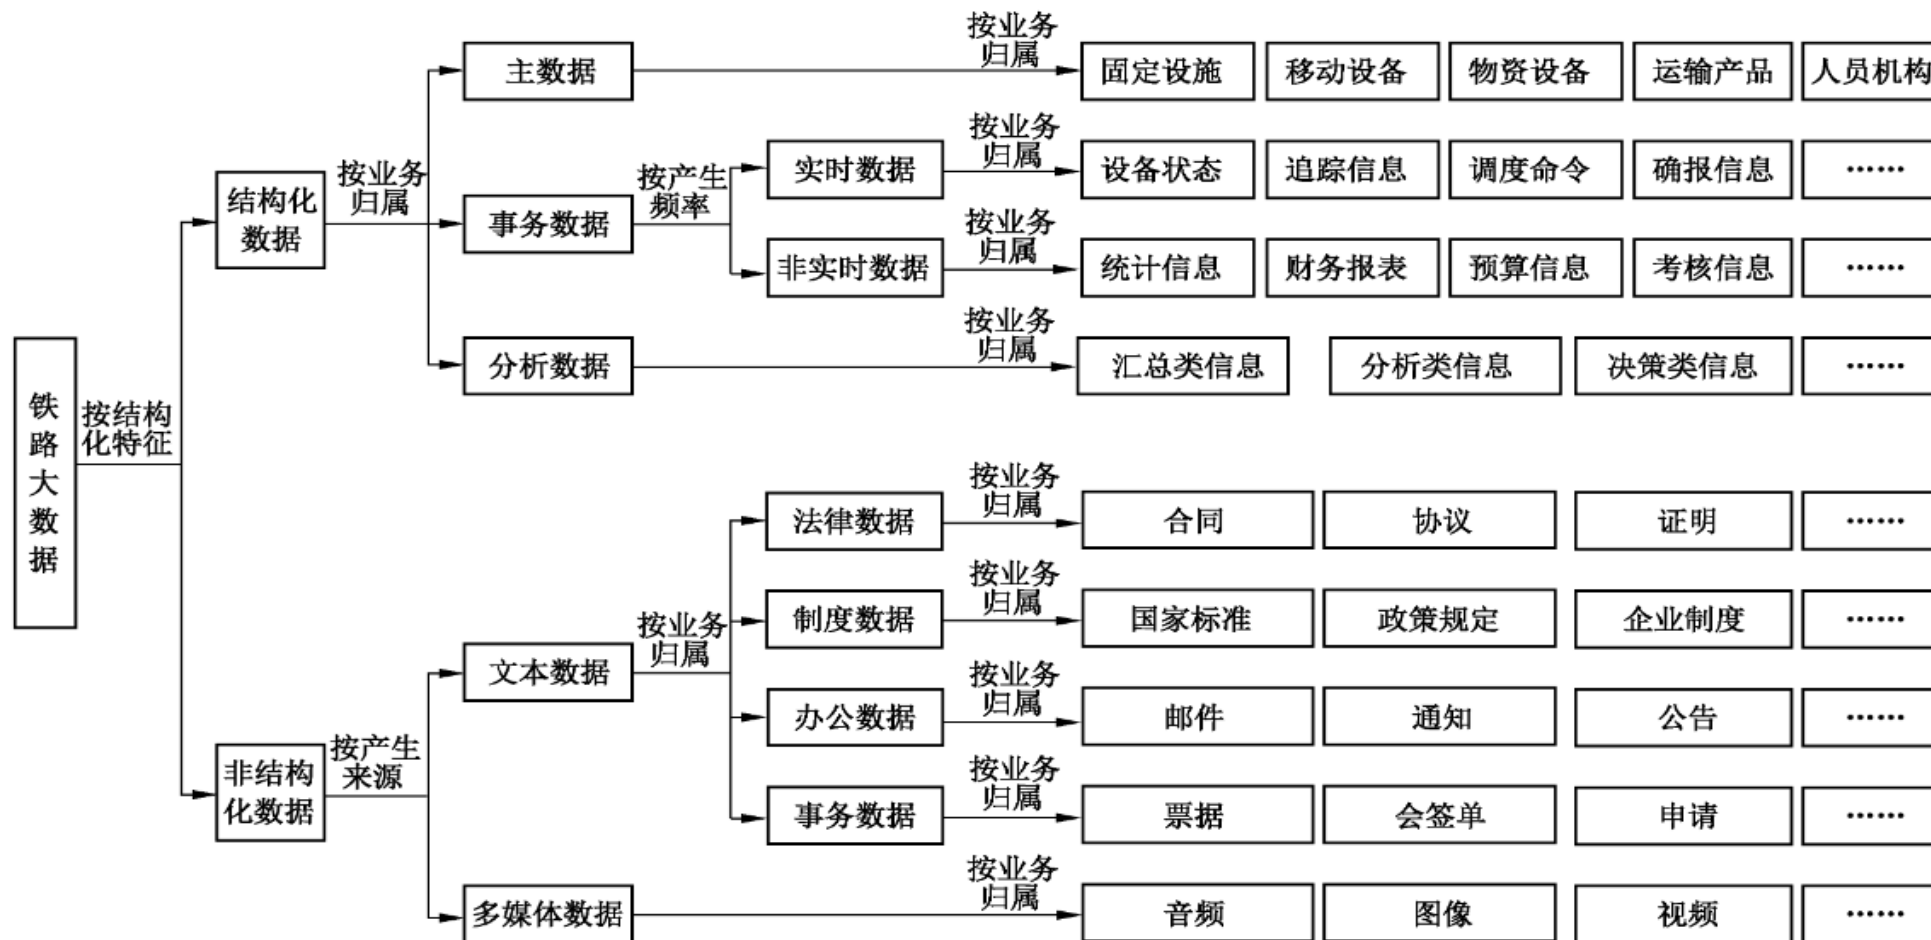 铁路大数据
按结构
化特征
结构化
数据
按业务
归属
主数据
按业务
归属
固定设施
移动设备
物资设备
运输产品
人员机构
事务数据
按产生
频率
实时数据
按业务
归属
设备状态
追踪信息
调度命令
确报信息
……
非实时数据
按业务
归属
统计信息
财务报表
预算信息
考核信息
……
分析数据
按业务
归属
汇总类信息
分析类信息
决策类信息
……
非结构
化数据
按产生
来源
文本数据
按业务
归属
法律数据
按业务
归属
合同
协议
证明
……
制度数据
按业务
归属
国家标准
政策规定
企业制度
……
办公数据
按业务
归属
邮件
通知
公告
……
事务数据
按业务
归属
票据
会签单
申请
……
多媒体数据
按业务
归属
音频
图像
视频
……